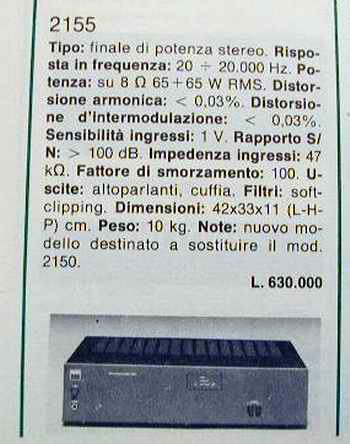 2155
Tipo: finale di potenza stereo. Rispo-
sta in frequenza: 20 ÷ 20.000 Hz. Po-
tenza: su 8 Ω 65+65 W RMS. Distor-
sione armonica: < 0,03%. Distorsio-
ne d'intermodulazione: < 0,03%.
Sensibilità ingressi: 1 V. Rapporto S/
N: > 100 dB. Impedenza ingressi: 47
kΩ. Fattore di smorzamento: 100. U-
scite: altoparlanti, cuffia. Filtri: soft-
clipping. Dimensioni: 42x33x11 (L-H-
P) cm. Peso: 10 kg. Note: nuovo mo-
dello destinato a sostituire il mod.
2150.
L. 630.000